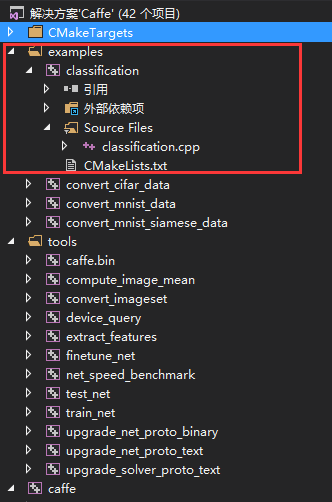 解决方案'Caffe' (42 个项目)
CMakeTargets
examples
classification
引用
外部依赖项
Source Files
classification.cpp
CMakeLists.txt
convert_cifar_data
convert_mnist_data
convert_mnist_siamese_data
tools
caffe.bin
compute_image_mean
convert_imageset
device_query
extract_features
finetune_net
net_speed_benchmark
test_net
train_net
upgrade_net_proto_binary
upgrade_net_proto_text
upgrade_solver_proto_text
caffe